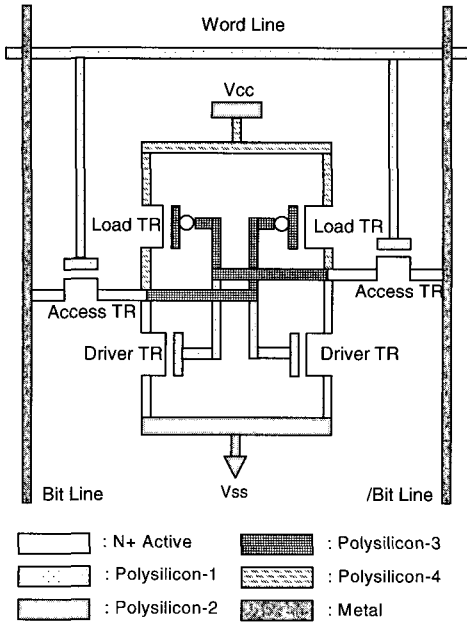 Word Line
Vcc
Load TR
Load TR
Access TR
Access TR
Driver TR
Driver TR
Bit Line
Vss
/Bit Line
: N+ Active
: Polysilicon-3
: Polysilicon-1
: Polysilicon-4
: Polysilicon-2
: Metal